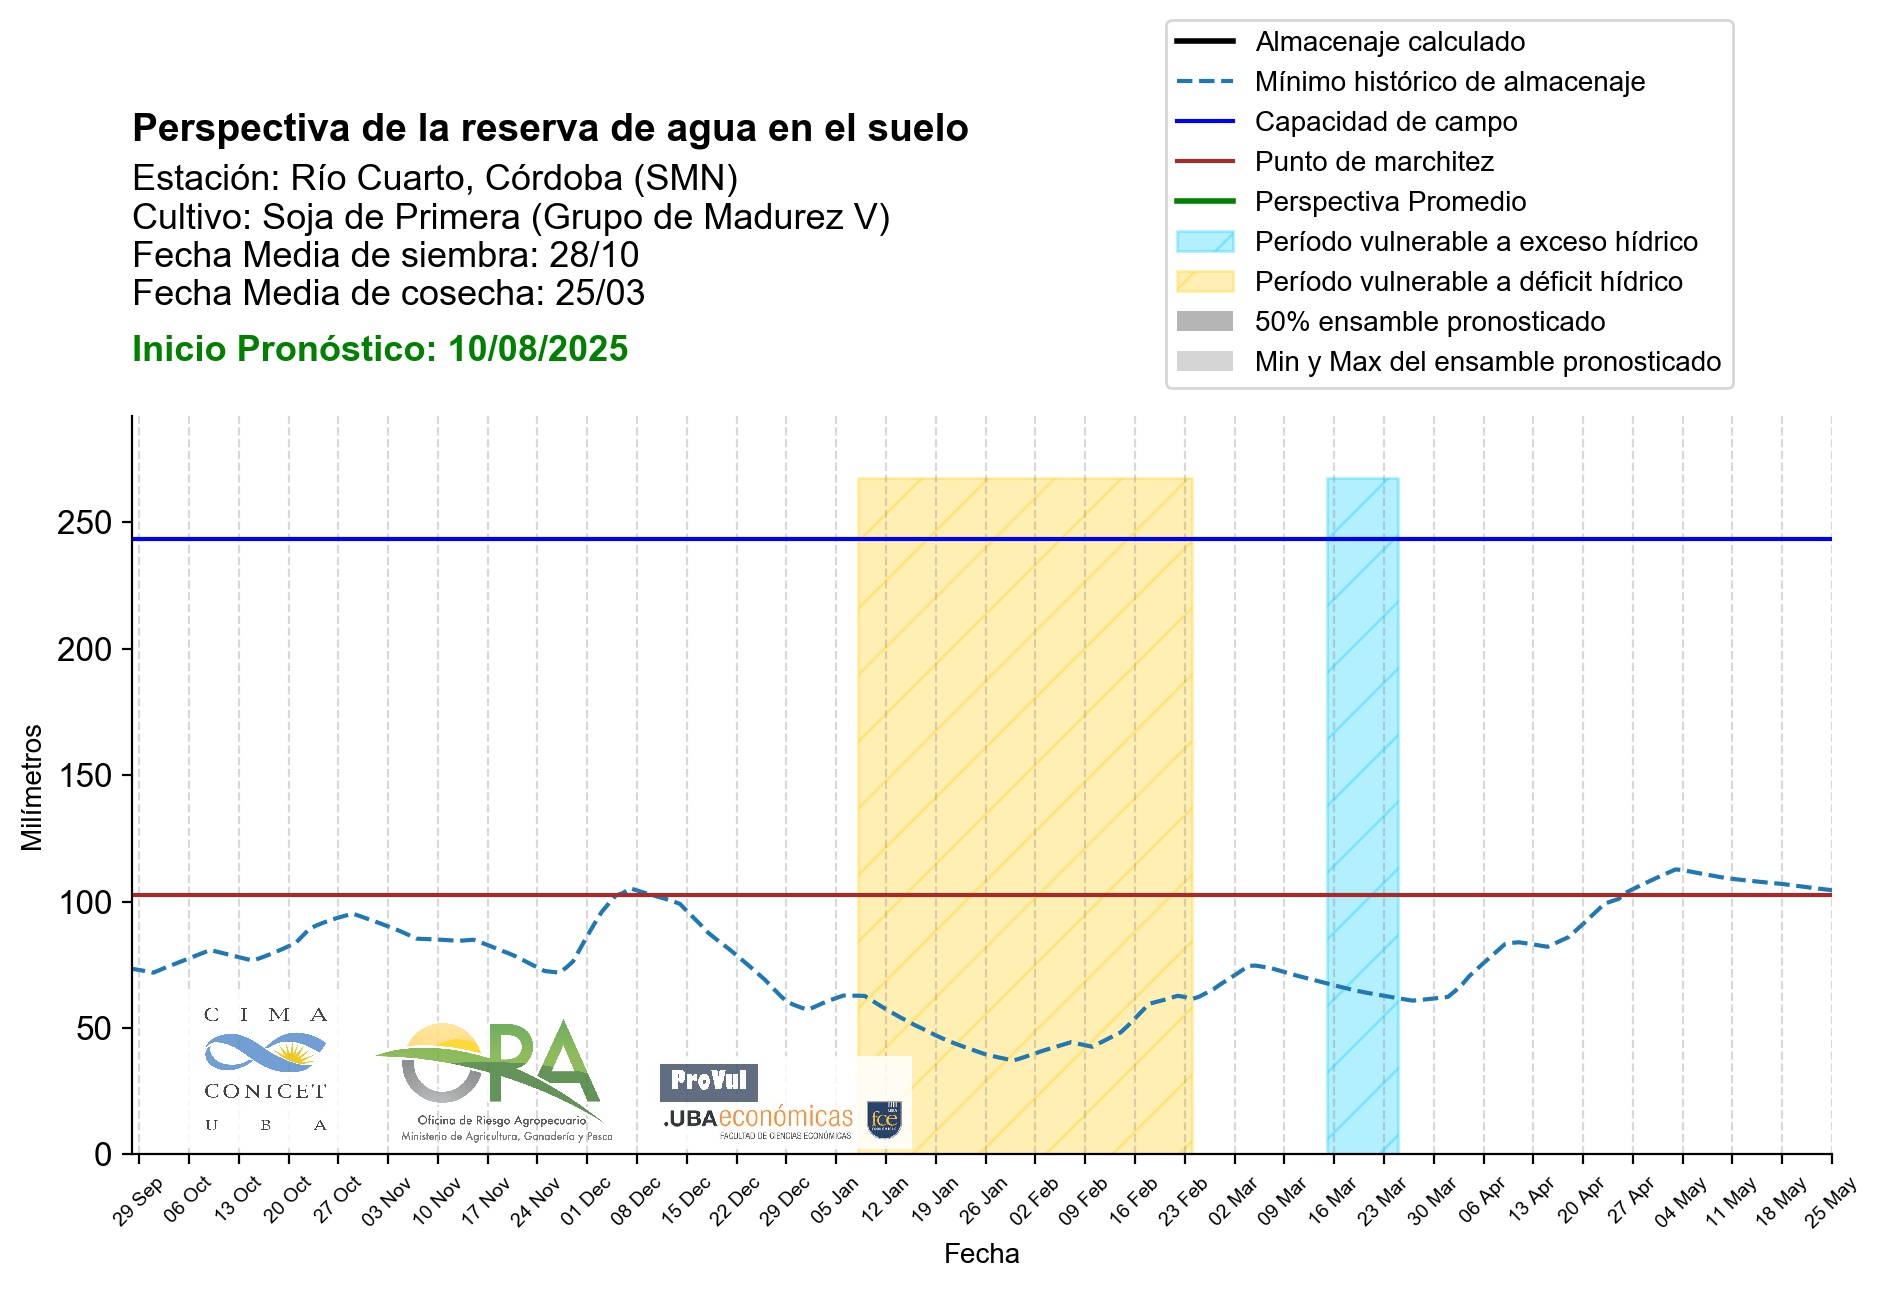 Almacenaje calculado
Mínimo histórico de almacenaje
Capacidad de campo
Punto de marchitez
Perspectiva Promedio
Período vulnerable a exceso hídrico
Período vulnerable a déficit hídrico
50% ensamble pronosticado
Min y Max del ensamble pronosticado
Perspectiva de la reserva de agua en el suelo
Estación: Río Cuarto, Córdoba (SMN)
Cultivo: Soja de Primera (Grupo de Madurez V)
Fecha Media de siembra: 28/10
Fecha Media de cosecha: 25/03
Inicio Pronóstico: 10/08/2025
Milímetros
250
200
150
100
50
0
CIMA
CONICET
UBA
ORA
Oficina de Riesgo Agropecuario
Ministerio de Agricultura, Ganadería y Pesca
ProVul
.UBAeconómicas
FACULTAD DE CIENCIAS ECONÓMICAS
fce
29 Sep
06 Oct
13 Oct
20 Oct
27 Oct
03 Nov
10 Nov
17 Nov
24 Nov
01 Dec
08 Dec
15 Dec
22 Dec
29 Dec
05 Jan
12 Jan
19 Jan
26 Jan
02 Feb
09 Feb
16 Feb
23 Feb
02 Mar
09 Mar
16 Mar
23 Mar
30 Mar
06 Apr
13 Apr
20 Apr
27 Apr
04 May
11 May
18 May
25 May
Fecha